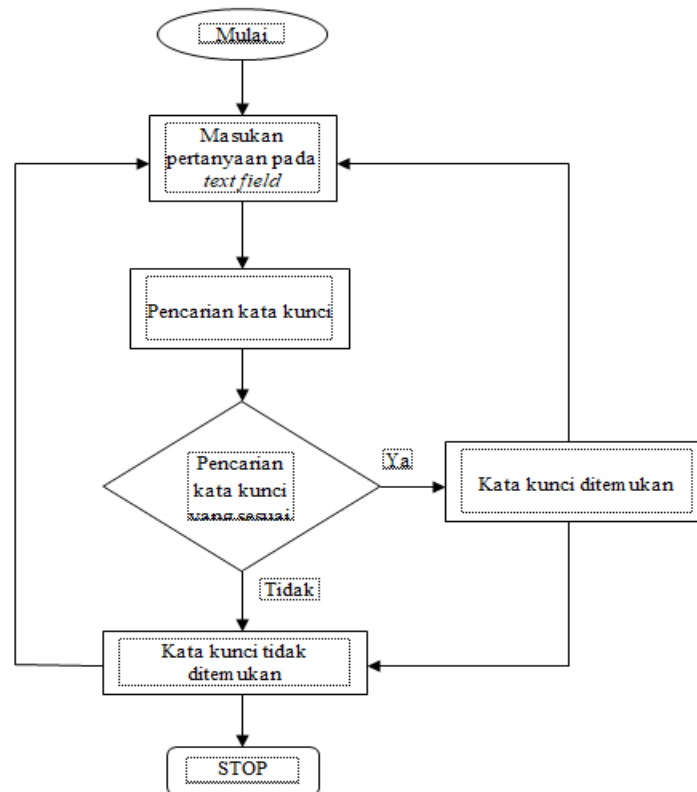 Mulai
Masukan
pertanyaan pada
text field
Pencarian kata kunci
Pencarian
kata kunci
yang sesuai
Ya
Kata kunci ditemukan
Tidak
Kata kunci tidak
ditemukan
STOP